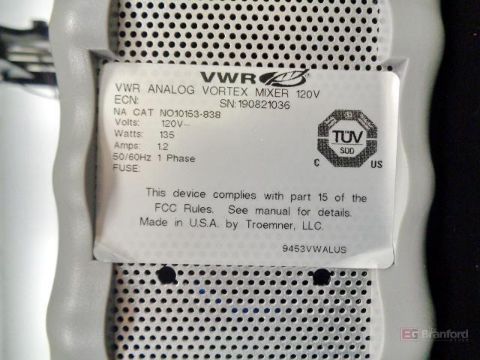 VWR
VWR ANALOG VORTEX MIXER 120V
ECN: SN:190821036
NA CAT NO10153-838
Volts: 120V~
Watts: 135
Amps: 1.2
50/60Hz 1 Phase
FUSE:
TÜV
SÜD
C US
This device complies with part 15 of the
FCC Rules. See manual for details.
Made in U.S.A. by Troemner, LLC.
9453VWALUS
EG Branford